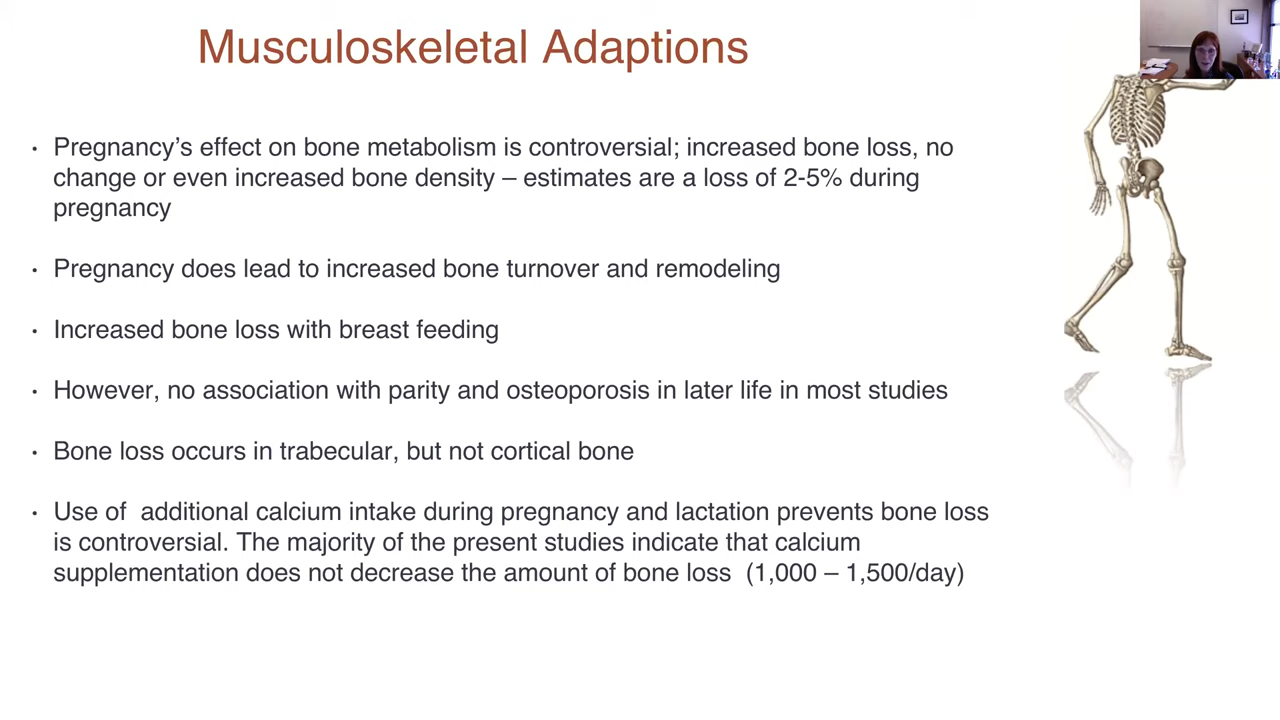 Musculoskeletal Adaptions
• Pregnancy’s effect on bone metabolism is controversial; increased bone loss, no
change or even increased bone density – estimates are a loss of 2-5% during
pregnancy
• Pregnancy does lead to increased bone turnover and remodeling
• Increased bone loss with breast feeding
• However, no association with parity and osteoporosis in later life in most studies
• Bone loss occurs in trabecular, but not cortical bone
• Use of  additional calcium intake during pregnancy and lactation prevents bone loss
is controversial. The majority of the present studies indicate that calcium
supplementation does not decrease the amount of bone loss  (1,000 – 1,500/day)